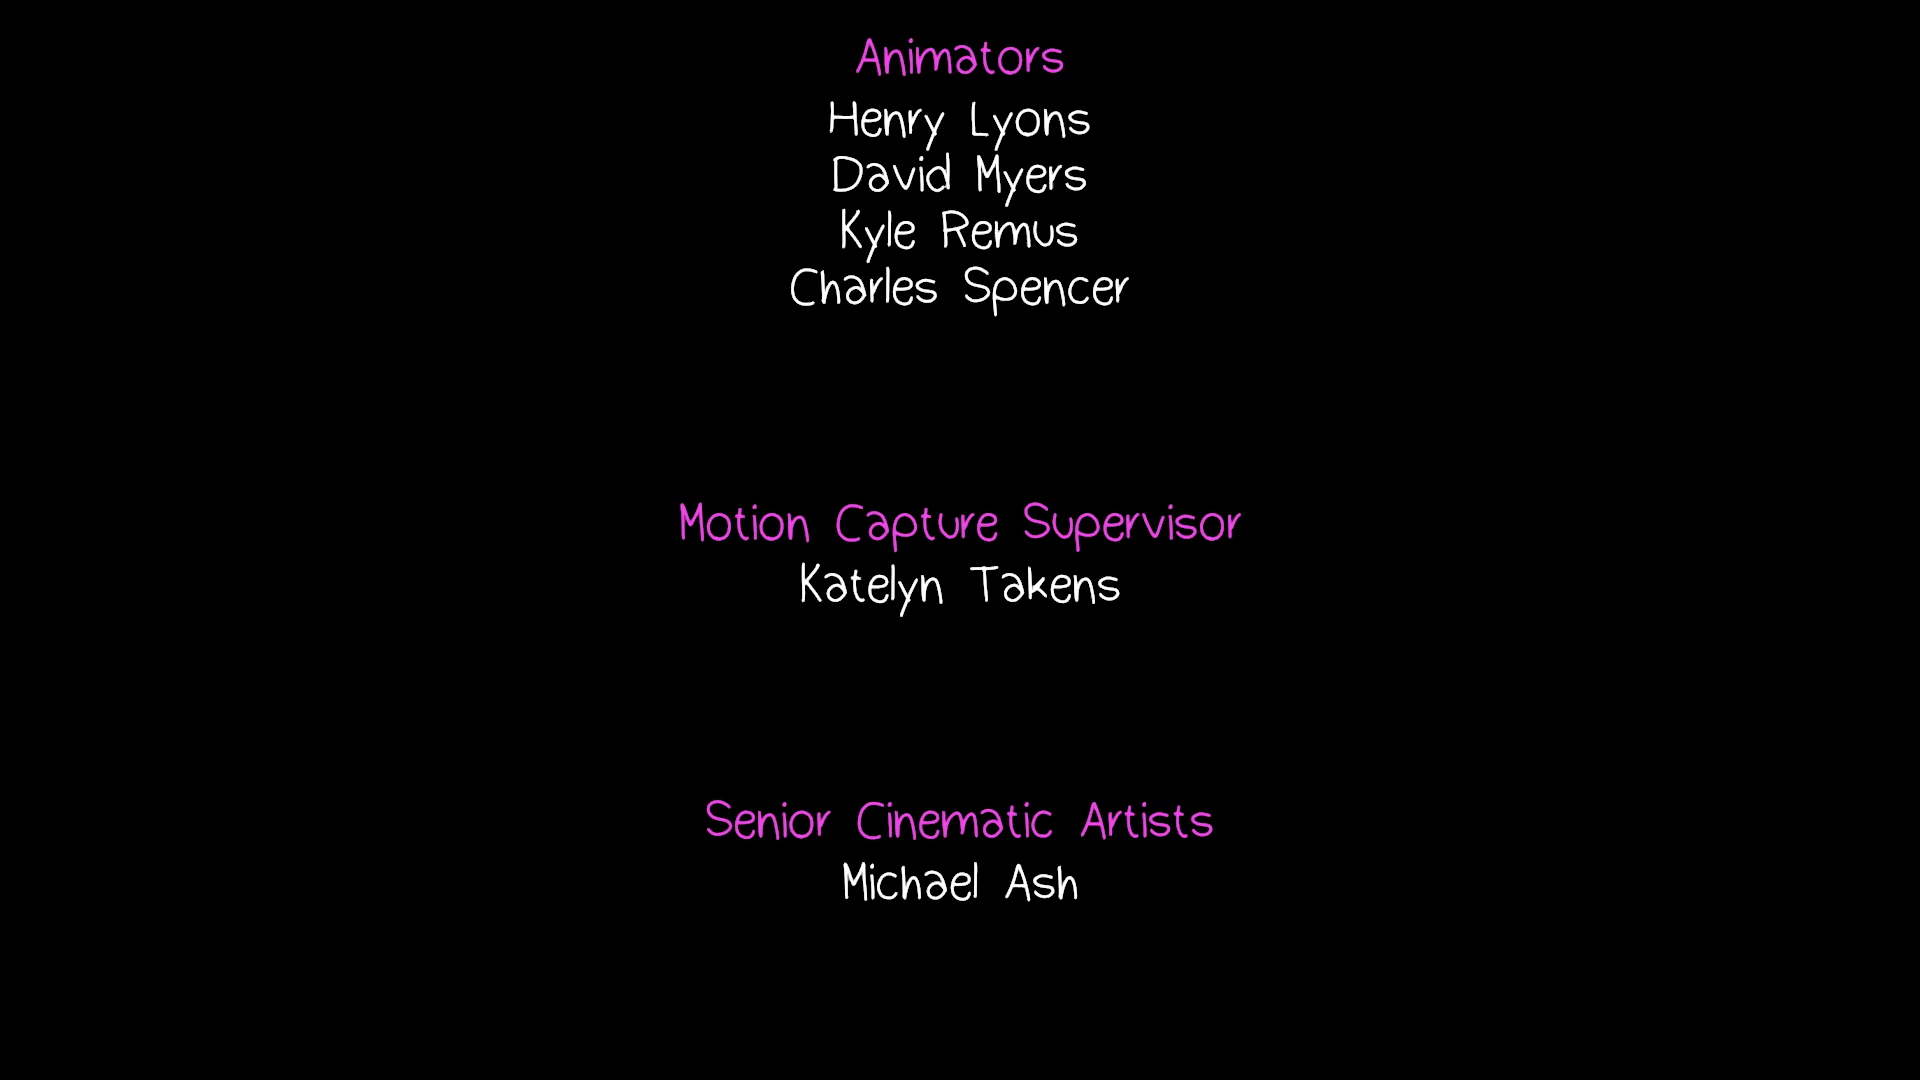 Animators
Henry Lyons
David Myers
Kyle Remus
Charles Spencer
Motion Capture Supervisor
Katelyn Takens
Senior Cinematic Artists
Michael Ash